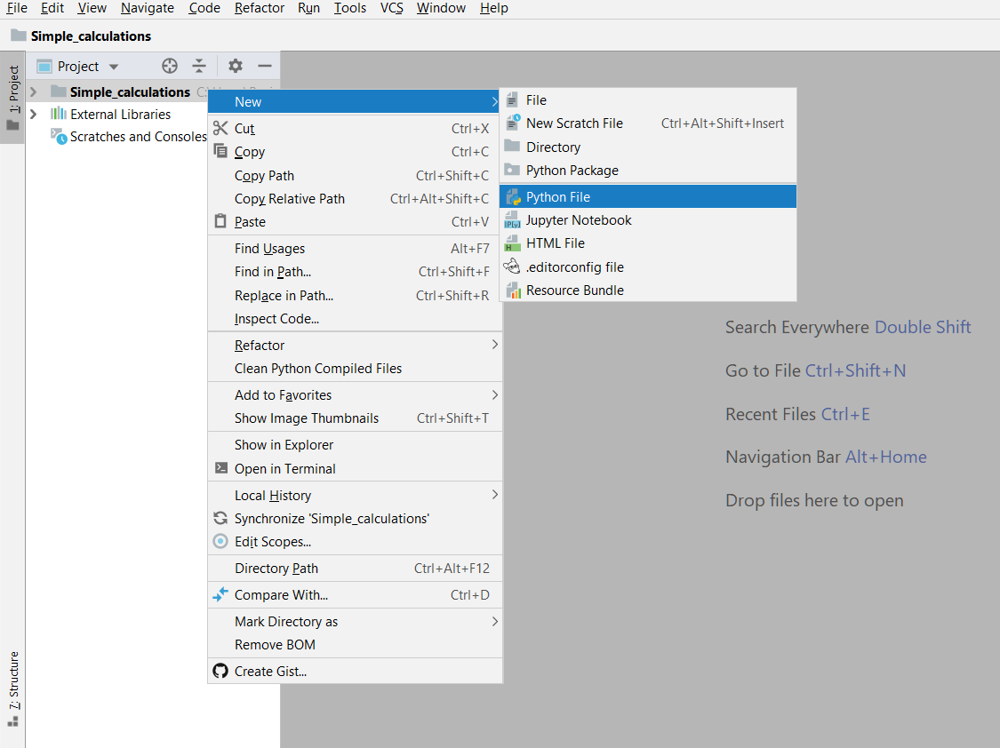 File Edit View Navigate Code Refactor Run Tools VCS Window Help
Simple_calculations
1: Project
Project
Simple_calculations
External Libraries
Scratches and Consoles
New
Cut Ctrl+X
Copy Ctrl+C
Copy Path Ctrl+Shift+C
Copy Relative Path Ctrl+Alt+Shift+C
Paste Ctrl+V
Find Usages Alt+F7
Find in Path... Ctrl+Shift+F
Replace in Path... Ctrl+Shift+R
Inspect Code...
Refactor
Clean Python Compiled Files
Add to Favorites
Show Image Thumbnails Ctrl+Shift+T
Show in Explorer
Open in Terminal
Local History
Synchronize 'Simple_calculations'
Edit Scopes...
Directory Path Ctrl+Alt+F12
Compare With... Ctrl+D
Mark Directory as
Remove BOM
Create Gist...
File
New Scratch File Ctrl+Alt+Shift+Insert
Directory
Python Package
Python File
Jupyter Notebook
HTML File
.editorconfig file
Resource Bundle
Search Everywhere Double Shift
Go to File Ctrl+Shift+N
Recent Files Ctrl+E
Navigation Bar Alt+Home
Drop files here to open
7: Structure